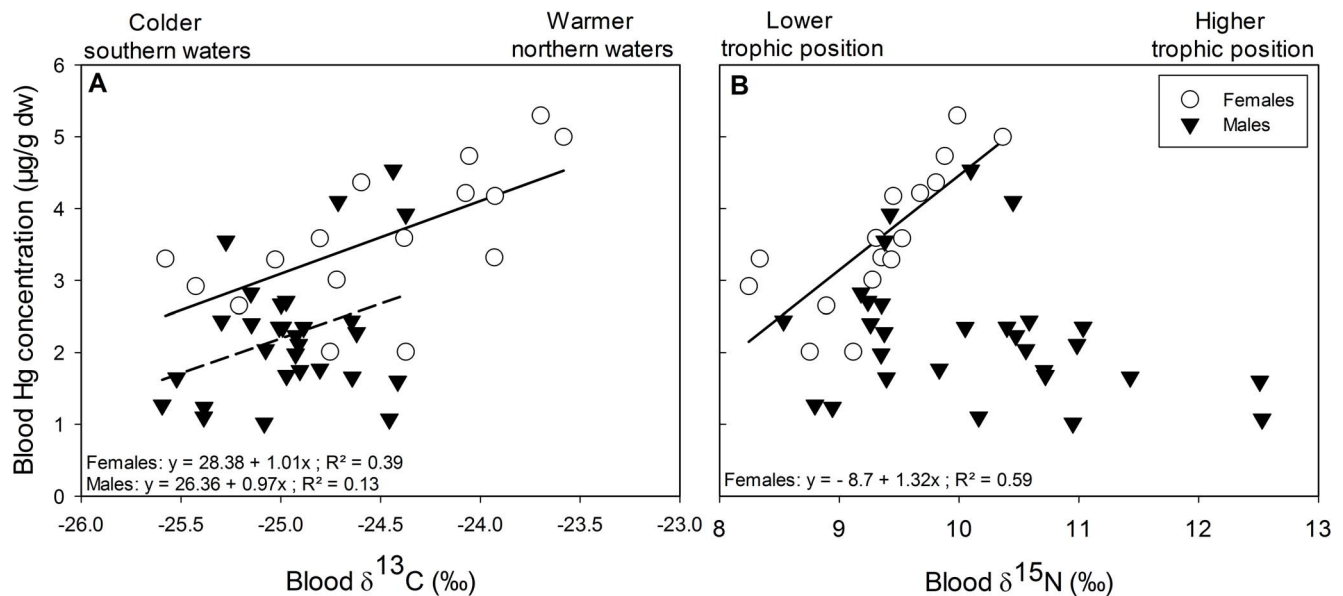 Colder
southern waters
Warmer
northern waters
Lower
trophic position
Higher
trophic position
Blood Hg concentration (µg/g dw)
6
5
4
3
2
1
0
A
Females: y = 28.38 + 1.01x ; R² = 0.39
Males: y = 26.36 + 0.97x ; R² = 0.13
-26.0 -25.5 -25.0 -24.5 -24.0 -23.5 -23.0
Blood δ¹³C (‰)
B
Females
Males
Females: y = - 8.7 + 1.32x ; R² = 0.59
8 9 10 11 12 13
Blood δ¹⁵N (‰)